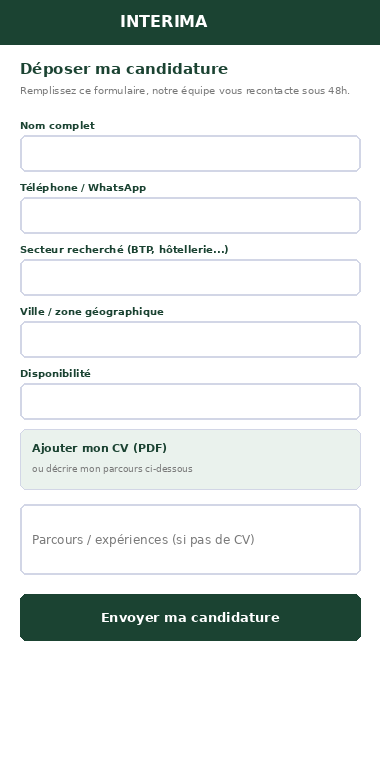 INTERIMA
Déposer ma candidature
Remplissez ce formulaire, notre équipe vous recontacte sous 48h.
Nom complet
Téléphone / WhatsApp
Secteur recherché (BTP, hôtellerie...)
Ville / zone géographique
Disponibilité
Ajouter mon CV (PDF)
ou décrire mon parcours ci-dessous
Parcours / expériences (si pas de CV)
Envoyer ma candidature